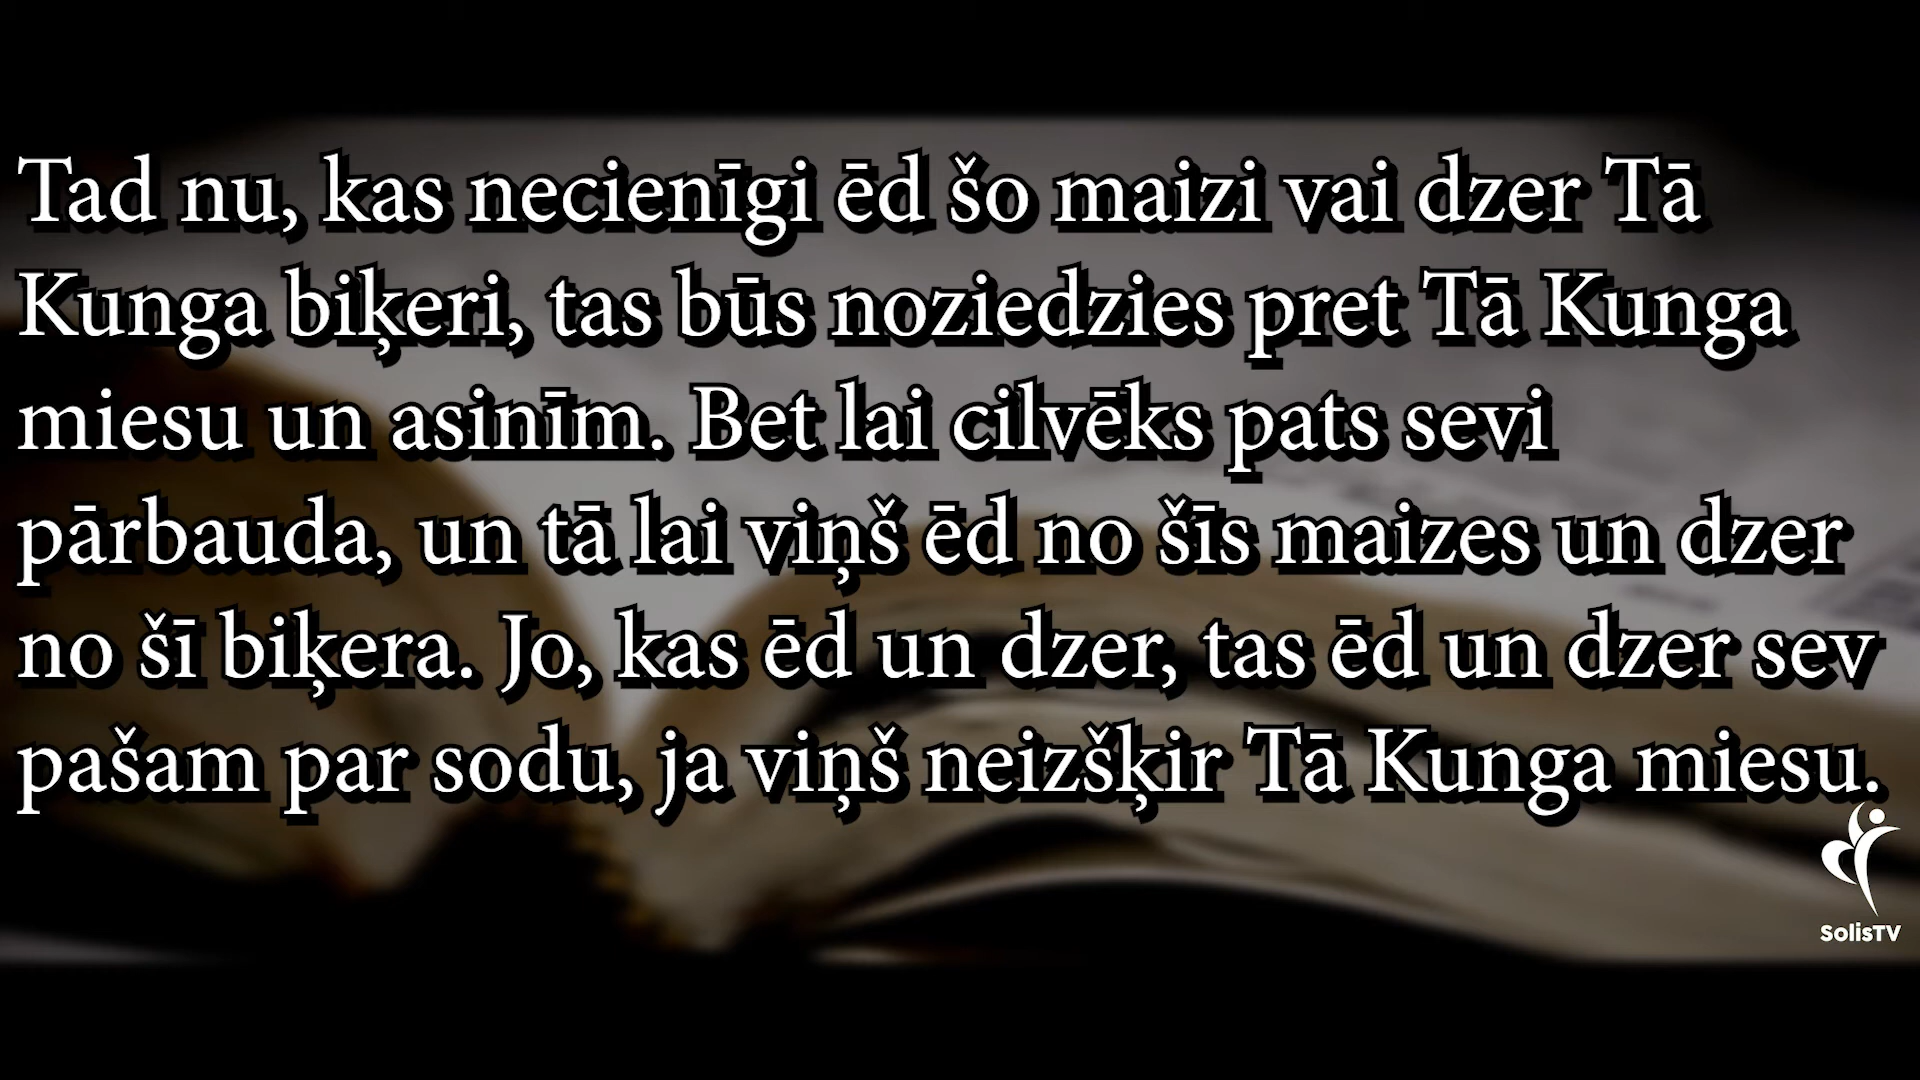 Tad nu, kas necienīgi ēd šo maizi vai dzer Tā
Kunga biķeri, tas būs noziedzies pret Tā Kunga
miesu un asinīm. Bet lai cilvēks pats sevi
pārbauda, un tā lai viņš ēd no šīs maizes un dzer
no šī biķera. Jo, kas ēd un dzer, tas ēd un dzer sev
pašam par sodu, ja viņš neizšķir Tā Kunga miesu.
SolisTV